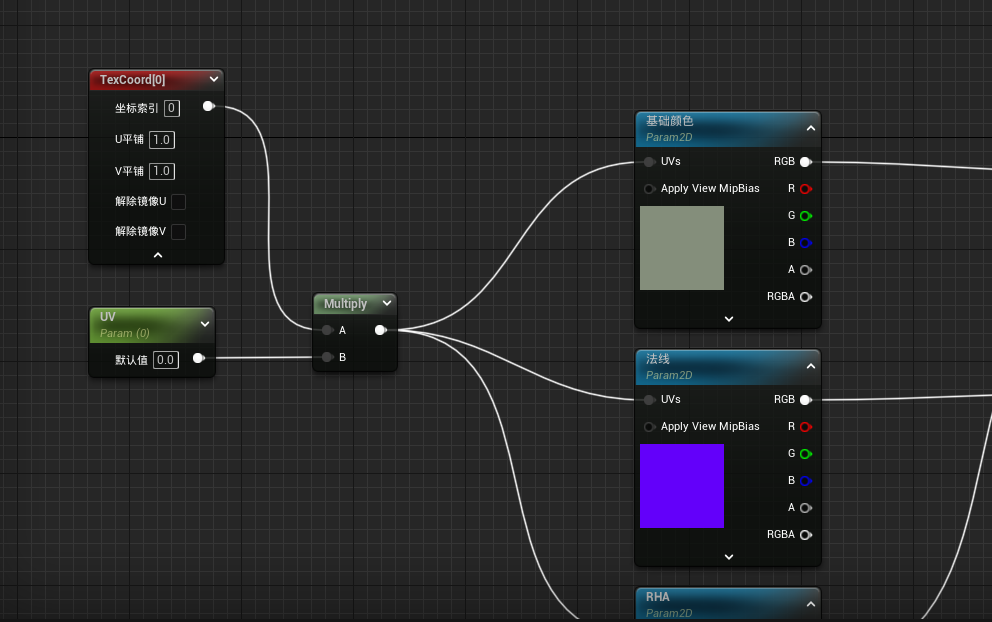 TexCoord[0]
坐标索引 0
U平铺 1.0
V平铺 1.0
解除镜像U
解除镜像V
UV
Param (0)
默认值 0.0
Multiply
A
B
基础颜色
Param2D
UVs RGB
Apply View MipBias R
G
B
A
RGBA
法线
Param2D
UVs RGB
Apply View MipBias R
G
B
A
RGBA
RHA
Param2D